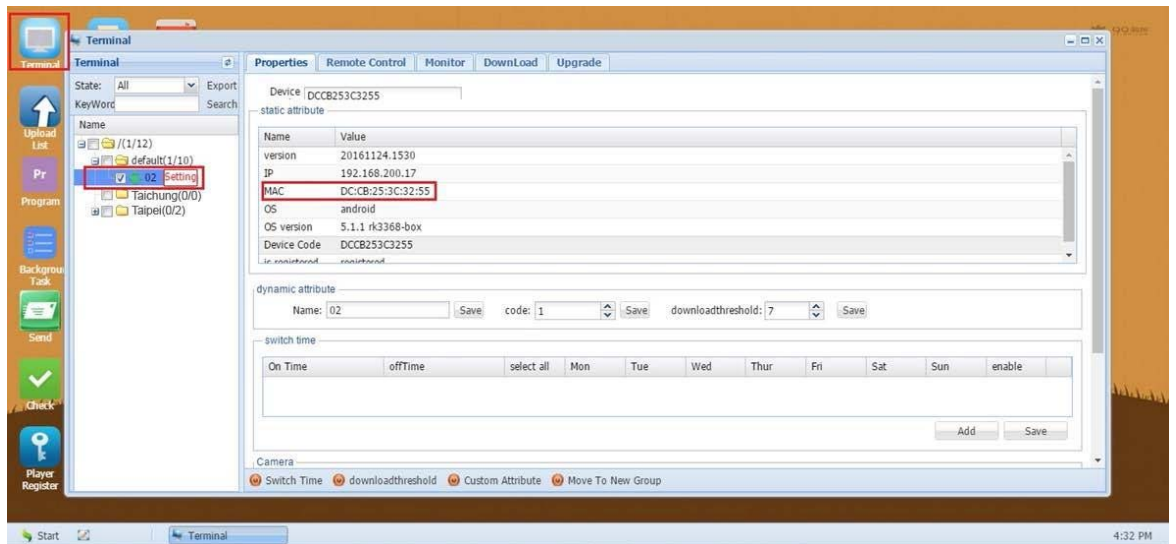 Terminal
Terminal
Terminal
Properties Remote Control Monitor DownLoad Upgrade
State: All Export
KeyWord Search
Name
/(1/12)
default(1/10)
02 Setting
Taichung(0/0)
Taipei(0/2)
Upload List
Pr
Program
Background Task
Send
Check
Player Register
Device DCCB253C3255
static attribute
Name Value
version 20161124.1530
IP 192.168.200.17
MAC DC:CB:25:3C:32:55
OS android
OS version 5.1.1 rk3368-box
Device Code DCCB253C3255
is registered registered
dynamic attribute
Name: 02 Save code: 1 Save downloadthreshold: 7 Save
switch time
On Time offTime select all Mon Tue Wed Thur Fri Sat Sun enable
Add Save
Camera
Switch Time downloadthreshold Custom Attribute Move To New Group
Start Terminal 4:32 PM